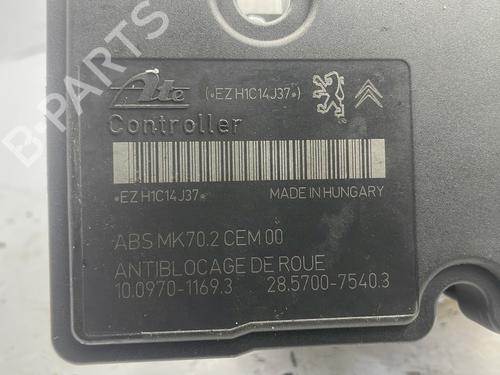 Ate (*EZ H1C14J37*)
Controller
*EZ H1C14J37* MADE IN HUNGARY
ABS MK70.2 CEM 00
ANTIBLOCAGE DE ROUE
10.0970-1169.3 28.5700-7540.3
B-PARTS